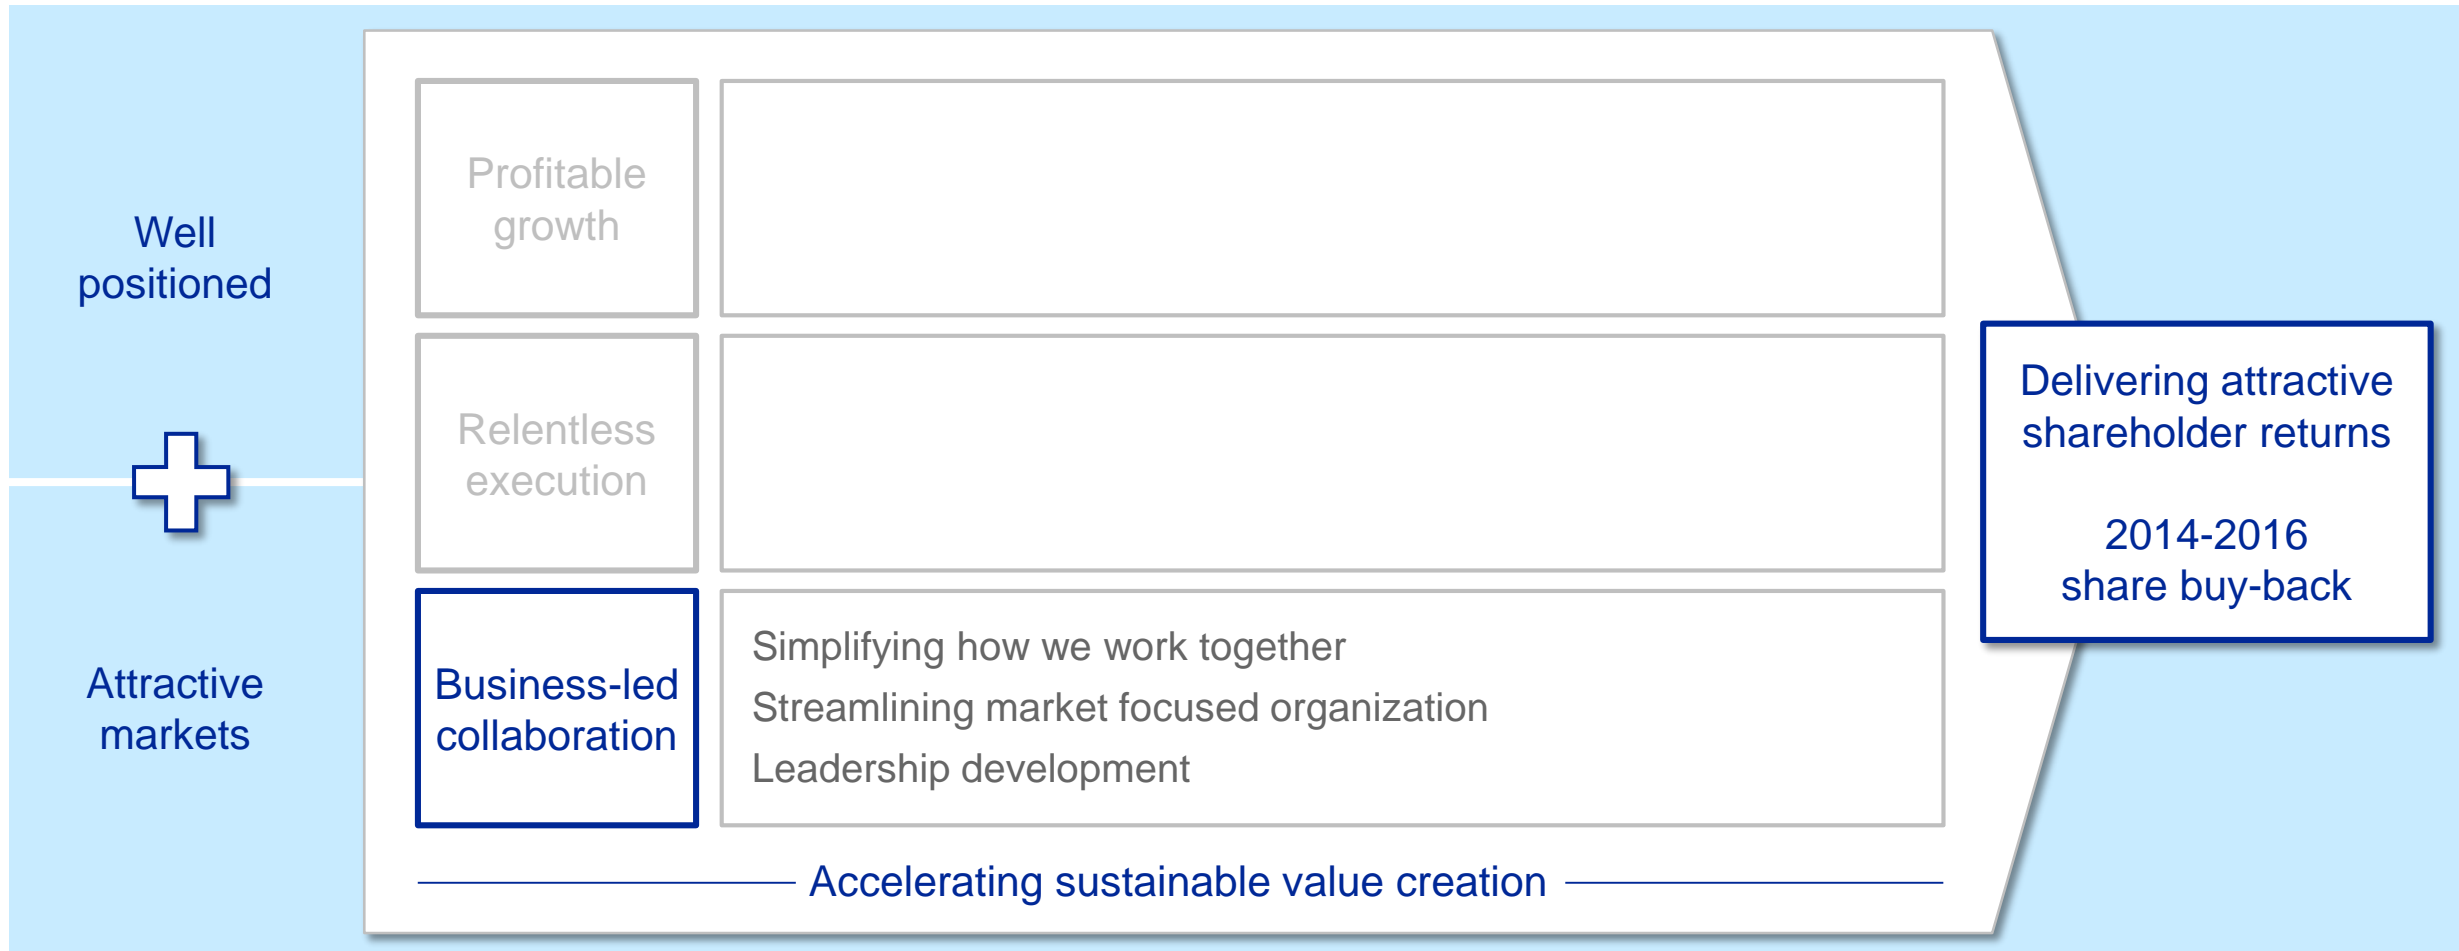 Well
positioned
Attractive
markets
Profitable
growth
Relentless
execution
Business-led
collaboration
Simplifying how we work together
Streamlining market focused organization
Leadership development
Accelerating sustainable value creation
Delivering attractive
shareholder returns
2014-2016
share buy-back